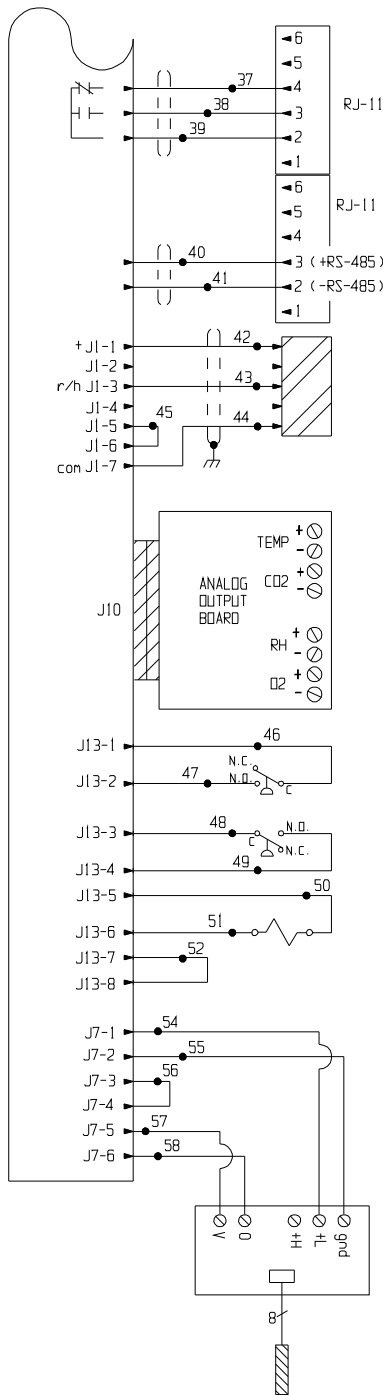 6
5
37 4
38 3 RJ-11
39 2
1
6
5 RJ-11
4
40 3 (+RS-485)
41 2 (-RS-485)
1
+ J1-1 42
J1-2
r/h J1-3 43
J1-4
J1-5 45 44
J1-6
com J1-7
TEMP + -
CO2 + -
ANALOG
OUTPUT
BOARD
J10
RH + -
O2 + -
J13-1 46
N.C.
J13-2 47 N.O. C
J13-3 48 C N.O.
N.C.
J13-4 49
J13-5 50
J13-6 51
J13-7 52
J13-8
J7-1 54
J7-2 55
J7-3 56
J7-4
J7-5 57
J7-6 58
V 0 +H +L gnd
8